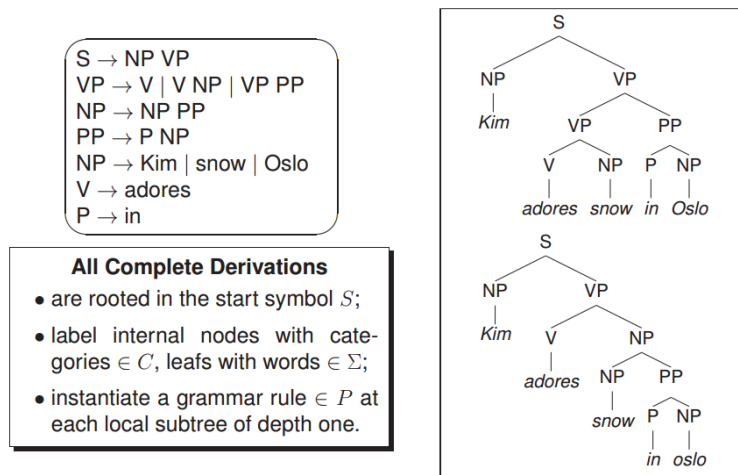 S → NP VP
VP → V | V NP | VP PP
NP → NP PP
PP → P NP
NP → Kim | snow | Oslo
V → adores
P → in
All Complete Derivations
• are rooted in the start symbol S;
• label internal nodes with cate-
gories ∈ C, leafs with words ∈ Σ;
• instantiate a grammar rule ∈ P at
each local subtree of depth one.
S
NP VP
Kim
VP PP
V NP P NP
adores snow in Oslo
S
NP VP
Kim
V NP
adores
NP PP
snow
P NP
in oslo